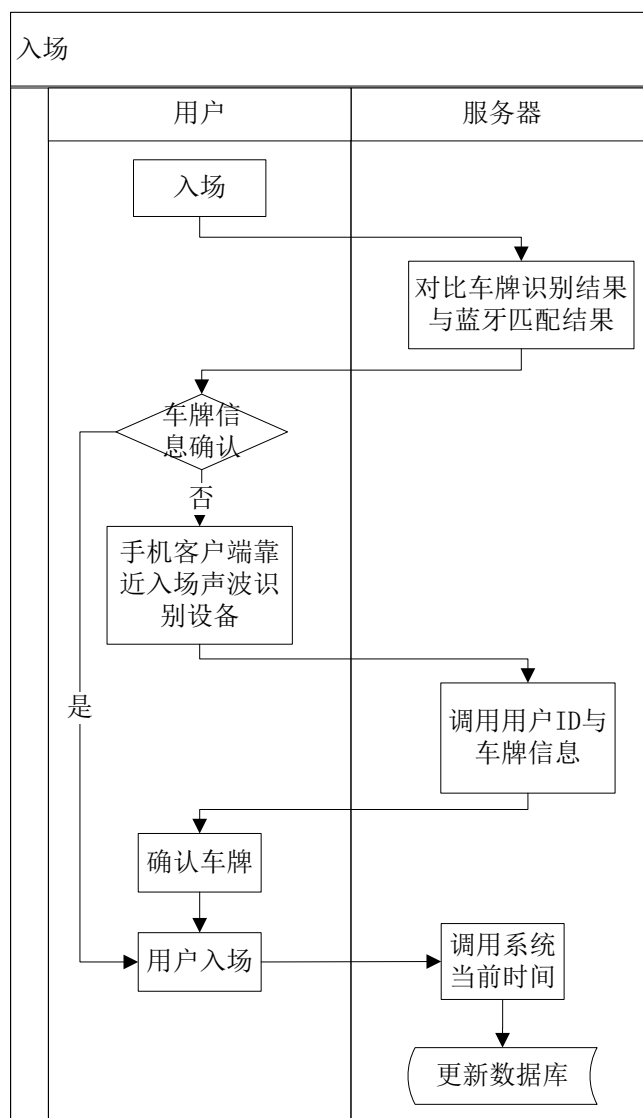 入场
用户
服务器
入场
对比车牌识别结果
与蓝牙匹配结果
车牌信
息确认
否
手机客户端靠
近入场声波识
别设备
是
调用用户ID与
车牌信息
确认车牌
用户入场
调用系统
当前时间
更新数据库